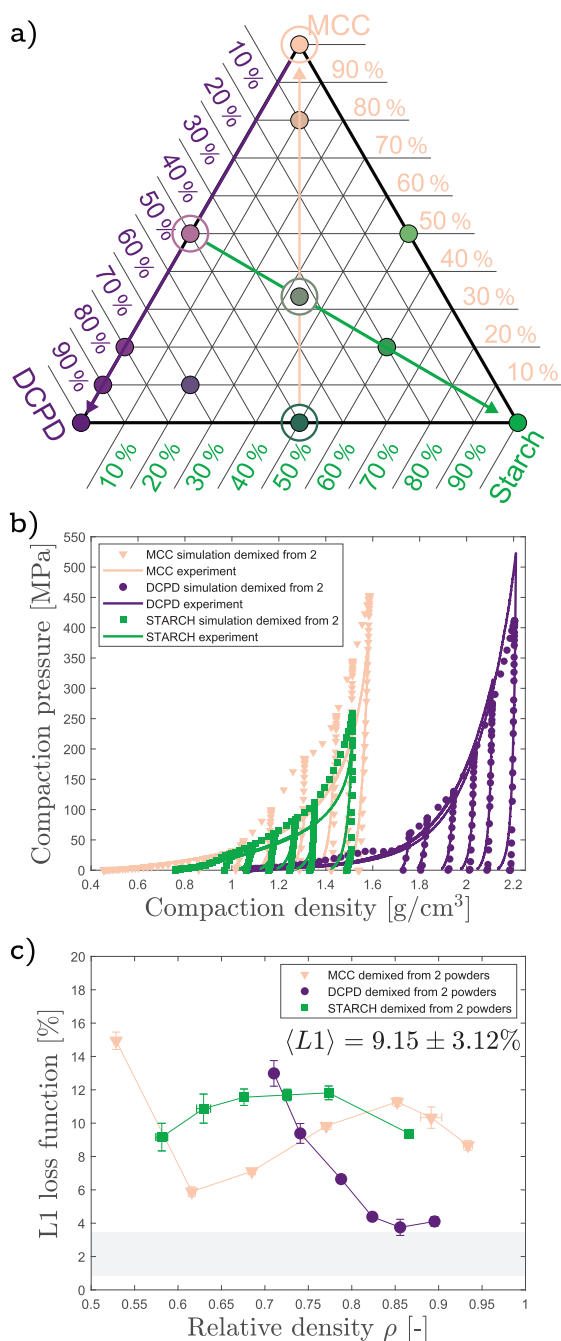 a)
MCC
10 %
20 %
30 %
40 %
50 %
60 %
70 %
80 %
90 %
90 %
80 %
70 %
60 %
50 %
40 %
30 %
20 %
10 %
DCPD
Starch
10 %
20 %
30 %
50 %
60 %
70 %
80 %
90 %
b)
MCC simulation demixed from 2
MCC experiment
DCPD simulation demixed from 2
DCPD experiment
STARCH simulation demixed from 2
STARCH experiment
Compaction pressure [MPa]
550
500
450
400
350
300
250
200
150
100
50
0
0.4 0.6 0.8 1 1.2 1.4 1.6 1.8 2 2.2
Compaction density [g/cm³]
c)
MCC demixed from 2 powders
DCPD demixed from 2 powders
STARCH demixed from 2 powders
⟨L1⟩ = 9.15 ± 3.12%
L1 loss function [%]
20
18
16
14
12
10
8
6
4
2
0
0.5 0.55 0.6 0.65 0.7 0.75 0.8 0.85 0.9 0.95 1
Relative density ρ [-]